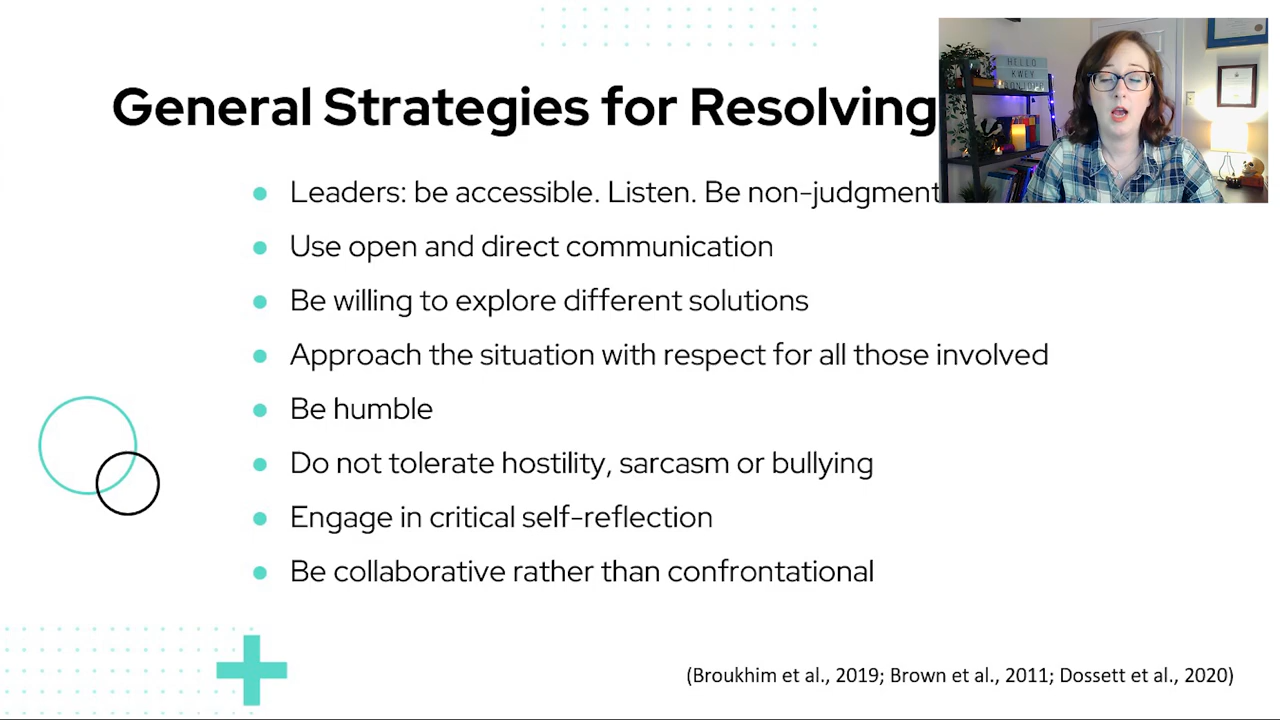 General Strategies for Resolving
Leaders: be accessible. Listen. Be non-judgment
Use open and direct communication
Be willing to explore different solutions
Approach the situation with respect for all those involved
Be humble
Do not tolerate hostility, sarcasm or bullying
Engage in critical self-reflection
Be collaborative rather than confrontational
(Broukhim et al., 2019; Brown et al., 2011; Dossett et al., 2020)
HELLO
KWEY